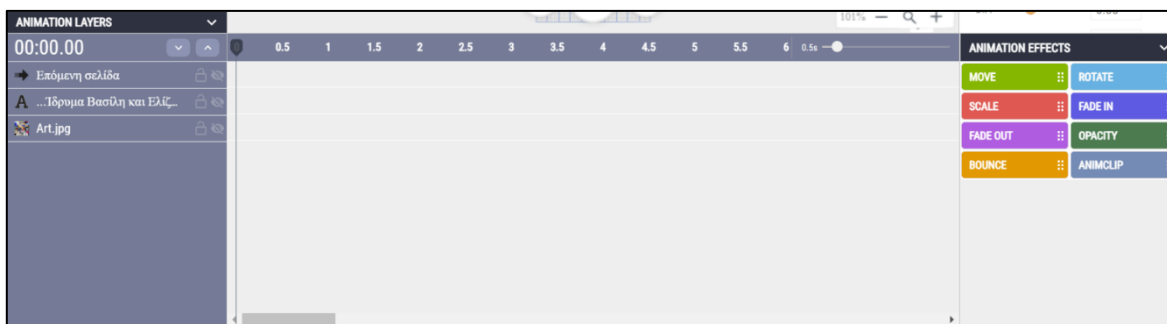 101%
ANIMATION LAYERS
00:00.00
0.5 1 1.5 2 2.5 3 3.5 4 4.5 5 5.5 6 0.5s
ANIMATION EFFECTS
Επόμενη σελίδα
A ...Ίδρυμα Βασίλη και Ελίζ...
Art.jpg
MOVE ROTATE
SCALE FADE IN
FADE OUT OPACITY
BOUNCE ANIMCLIP